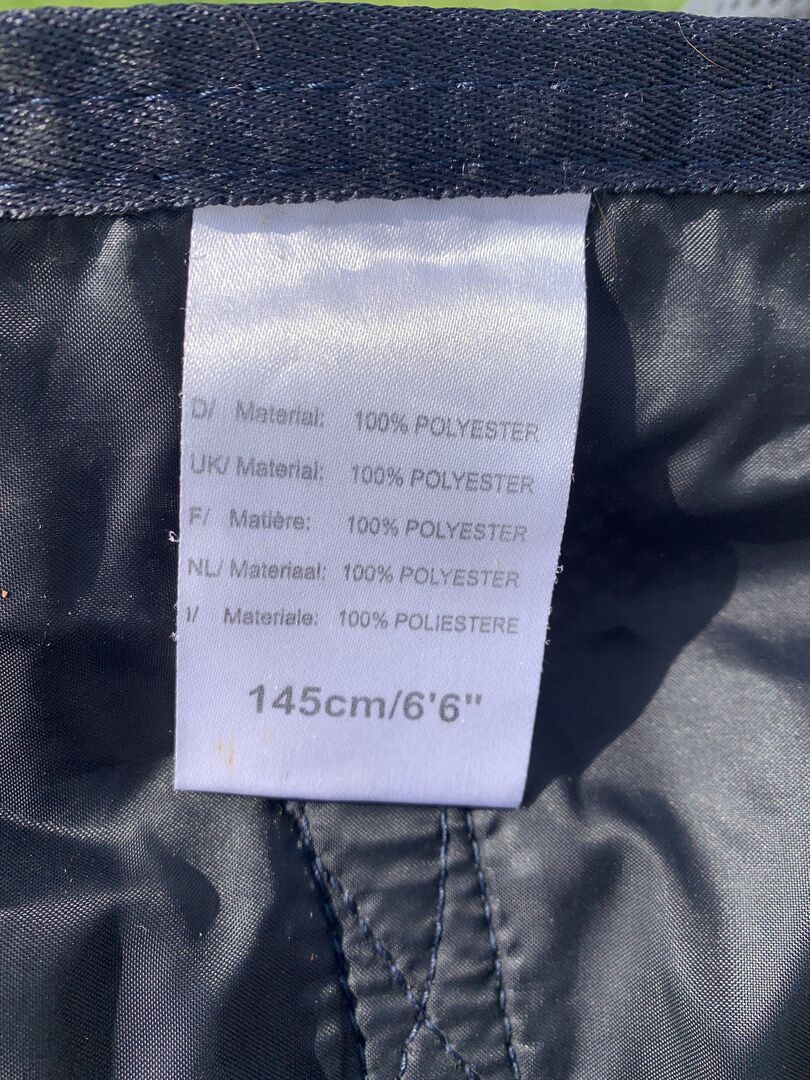 D/ Material: 100% POLYESTER
UK/ Material: 100% POLYESTER
F/ Matière: 100% POLYESTER
NL/ Materiaal: 100% POLYESTER
I/ Materiale: 100% POLIESTERE
145cm/6'6"